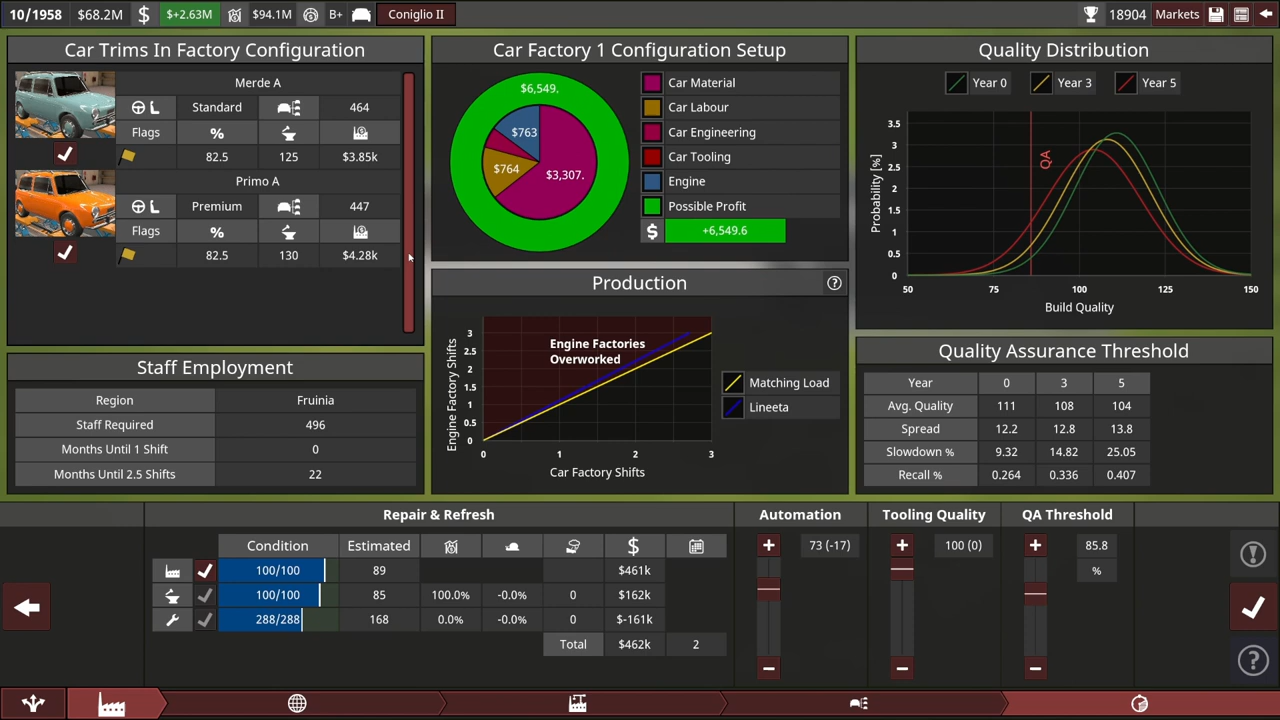 10/1958 $68.2M $+2.63M $94.1M B+ Coniglio II 18904 Markets
Car Trims In Factory Configuration
Merde A
Standard 464
Flags %
82.5 125 $3.85k
Primo A
Premium 447
Flags %
82.5 130 $4.28k
Staff Employment
Region Fruinia
Staff Required 496
Months Until 1 Shift 0
Months Until 2.5 Shifts 22
Car Factory 1 Configuration Setup
$6,549.
$763
$764
$3,307.
Car Material
Car Labour
Car Engineering
Car Tooling
Engine
Possible Profit
$ +6,549.6
Production
Engine Factory Shifts
3
2.5
2
1.5
1
0.5
0
Engine Factories
Overworked
0 1 2 3
Car Factory Shifts
Matching Load
Lineeta
Quality Distribution
Year 0 Year 3 Year 5
Probability [%]
3.5
3
2.5
2
1.5
1
0.5
0
QA
50 75 100 125 150
Build Quality
Quality Assurance Threshold
Year 0 3 5
Avg. Quality 111 108 104
Spread 12.2 12.8 13.8
Slowdown % 9.32 14.82 25.05
Recall % 0.264 0.336 0.407
Repair & Refresh
Condition Estimated $
100/100 89 $461k
100/100 85 100.0% -0.0% 0 $162k
288/288 168 0.0% -0.0% 0 $-161k
Total $462k 2
Automation
73 (-17)
Tooling Quality
100 (0)
QA Threshold
85.8
%